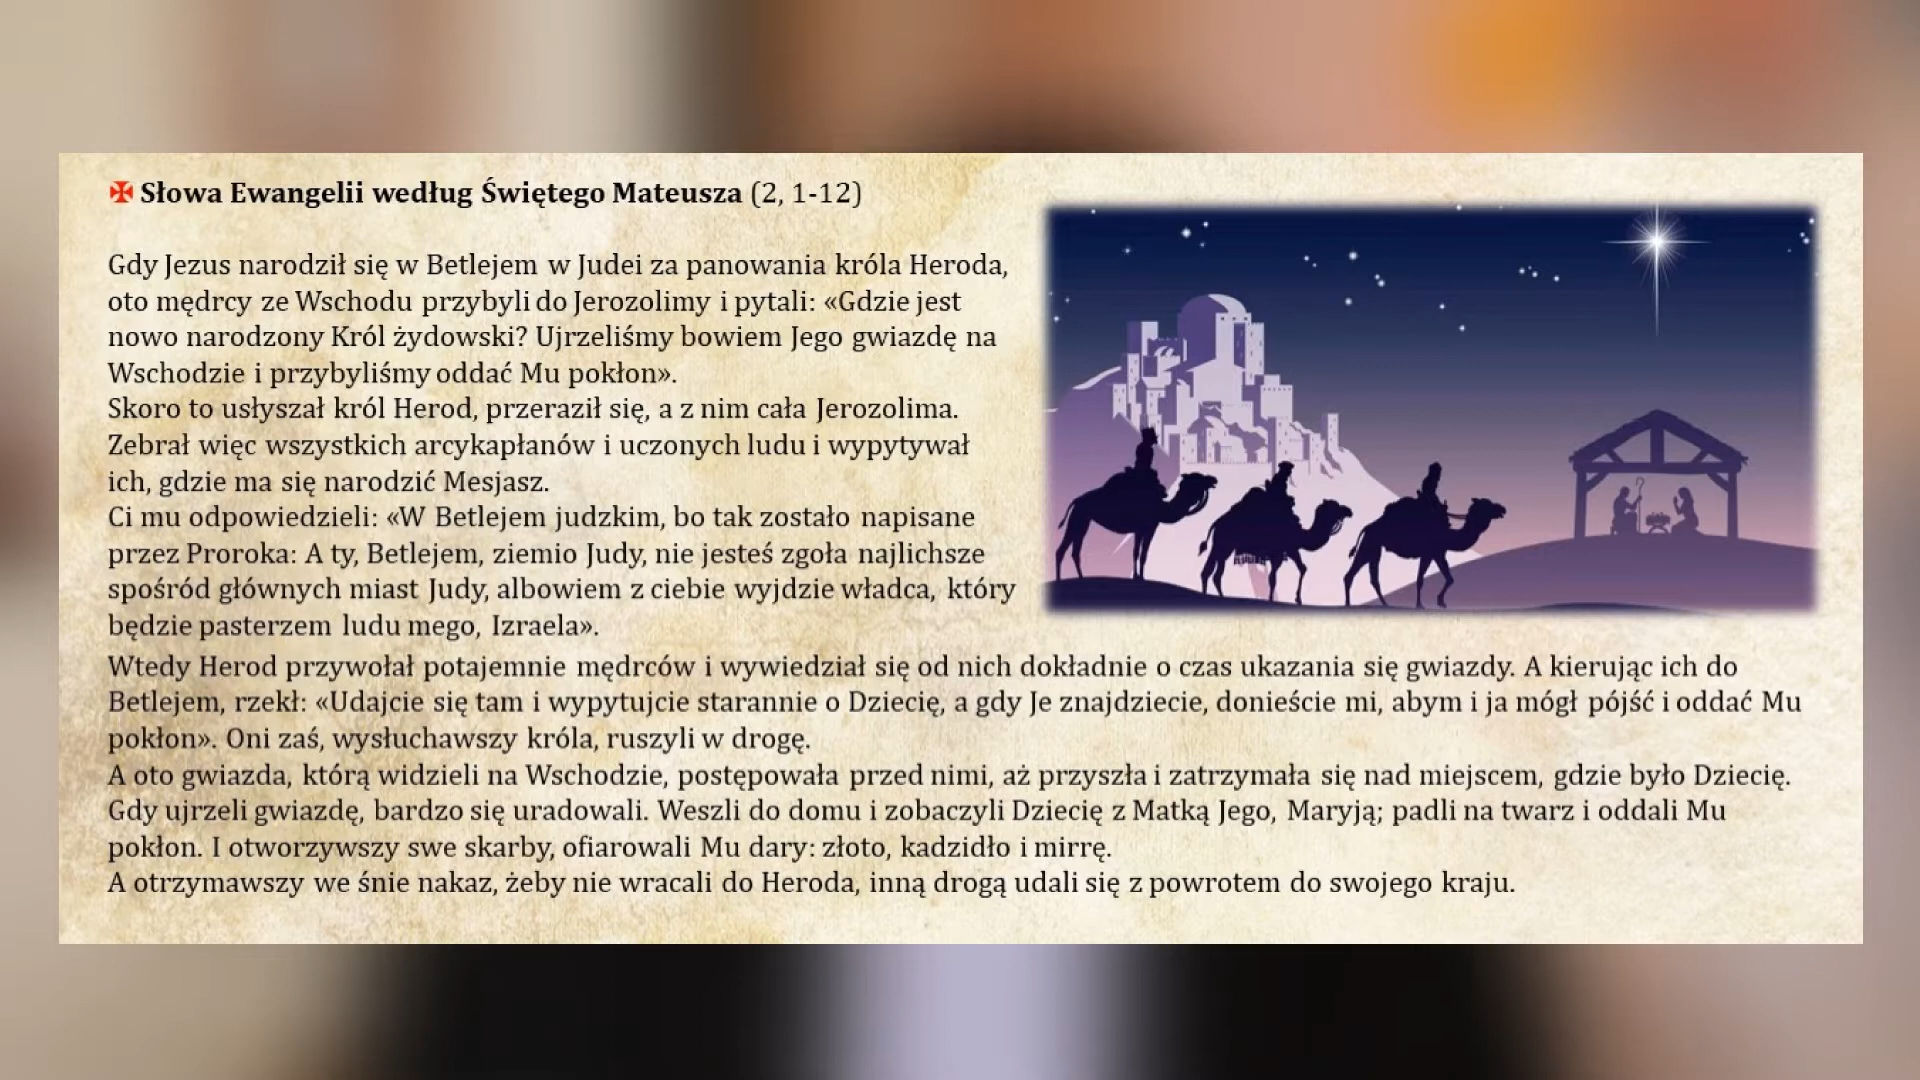 ✠ Słowa Ewangelii według Świętego Mateusza (2, 1-12)
Gdy Jezus narodził się w Betlejem w Judei za panowania króla Heroda,
oto mędrcy ze Wschodu przybyli do Jerozolimy i pytali: «Gdzie jest
nowo narodzony Król żydowski? Ujrzeliśmy bowiem Jego gwiazdę na
Wschodzie i przybyliśmy oddać Mu pokłon».
Skoro to usłyszał król Herod, przeraził się, a z nim cała Jerozolima.
Zebrał więc wszystkich arcykapłanów i uczonych ludu i wypytywał
ich, gdzie ma się narodzić Mesjasz.
Ci mu odpowiedzieli: «W Betlejem judzkim, bo tak zostało napisane
przez Proroka: A ty, Betlejem, ziemio Judy, nie jesteś zgoła najlichsze
spośród głównych miast Judy, albowiem z ciebie wyjdzie władca, który
będzie pasterzem ludu mego, Izraela».
Wtedy Herod przywołał potajemnie mędrców i wywiedział się od nich dokładnie o czas ukazania się gwiazdy. A kierując ich do
Betlejem, rzekł: «Udajcie się tam i wypytujcie starannie o Dziecię, a gdy Je znajdziecie, donieście mi, abym i ja mógł pójść i oddać Mu
pokłon». Oni zaś, wysłuchawszy króla, ruszyli w drogę.
A oto gwiazda, którą widzieli na Wschodzie, postępowała przed nimi, aż przyszła i zatrzymała się nad miejscem, gdzie było Dziecię.
Gdy ujrzeli gwiazdę, bardzo się uradowali. Weszli do domu i zobaczyli Dziecię z Matką Jego, Maryją; padli na twarz i oddali Mu
pokłon. I otworzywszy swe skarby, ofiarowali Mu dary: złoto, kadzidło i mirrę.
A otrzymawszy we śnie nakaz, żeby nie wracali do Heroda, inną drogą udali się z powrotem do swojego kraju.